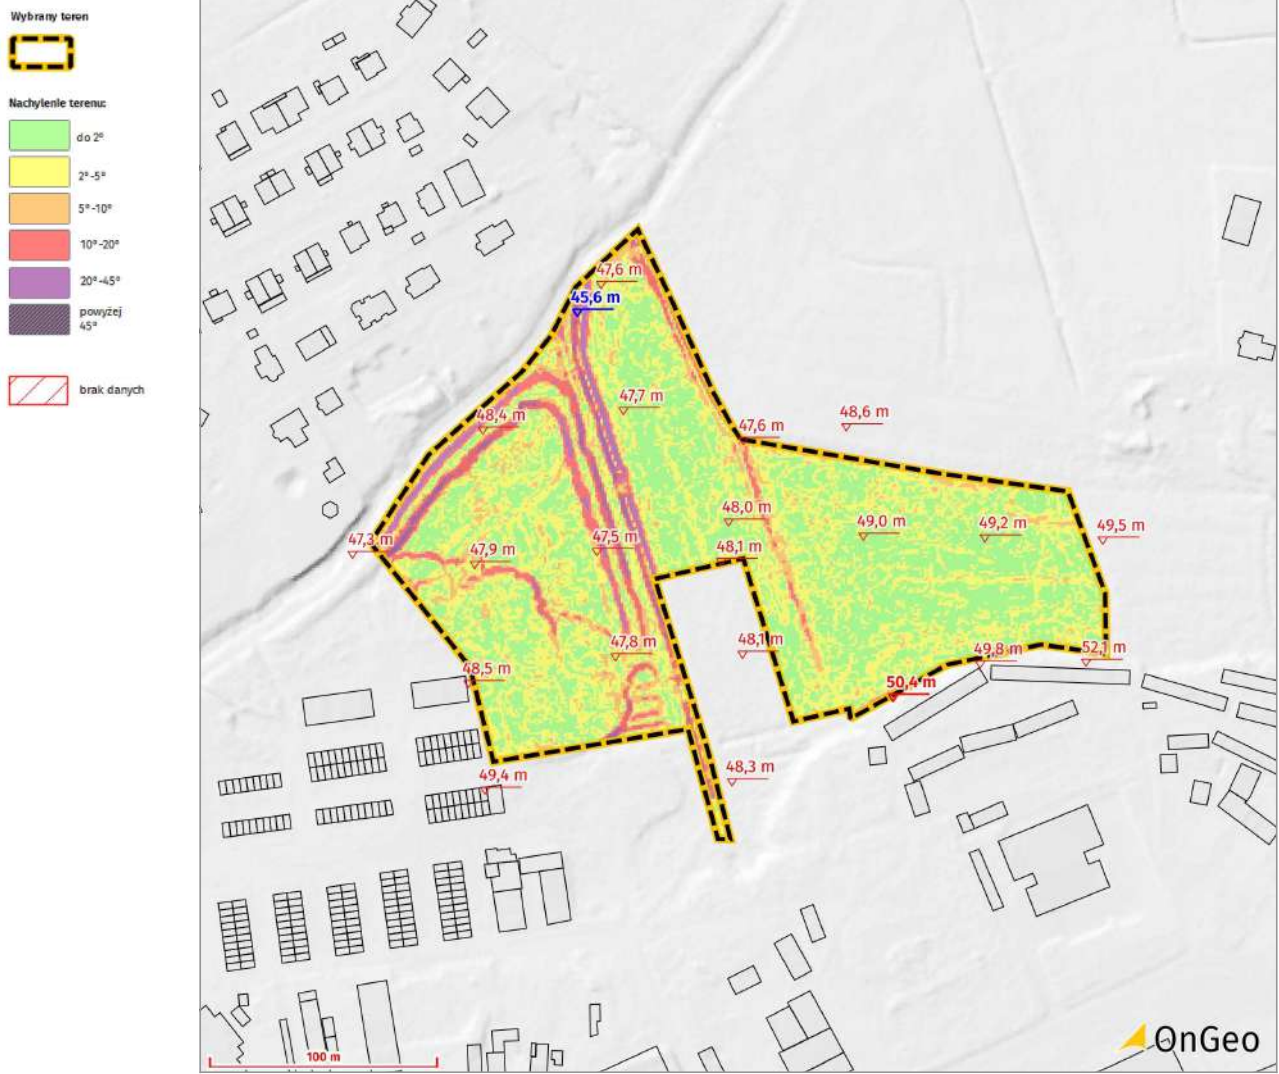 Wybrany teren
Nachylenie terenu:
do 2°
2°-5°
5°-10°
10°-20°
20°-45°
powyżej
45°
brak danych
47,6 m
45,6 m
47,7 m
48,4 m
47,6 m
48,6 m
48,0 m
49,0 m
49,2 m
49,5 m
47,3 m
47,9 m
47,5 m
48,1 m
47,8 m
48,1 m
49,8 m
52,1 m
48,5 m
50,4 m
49,4 m
48,3 m
100 m
OnGeo